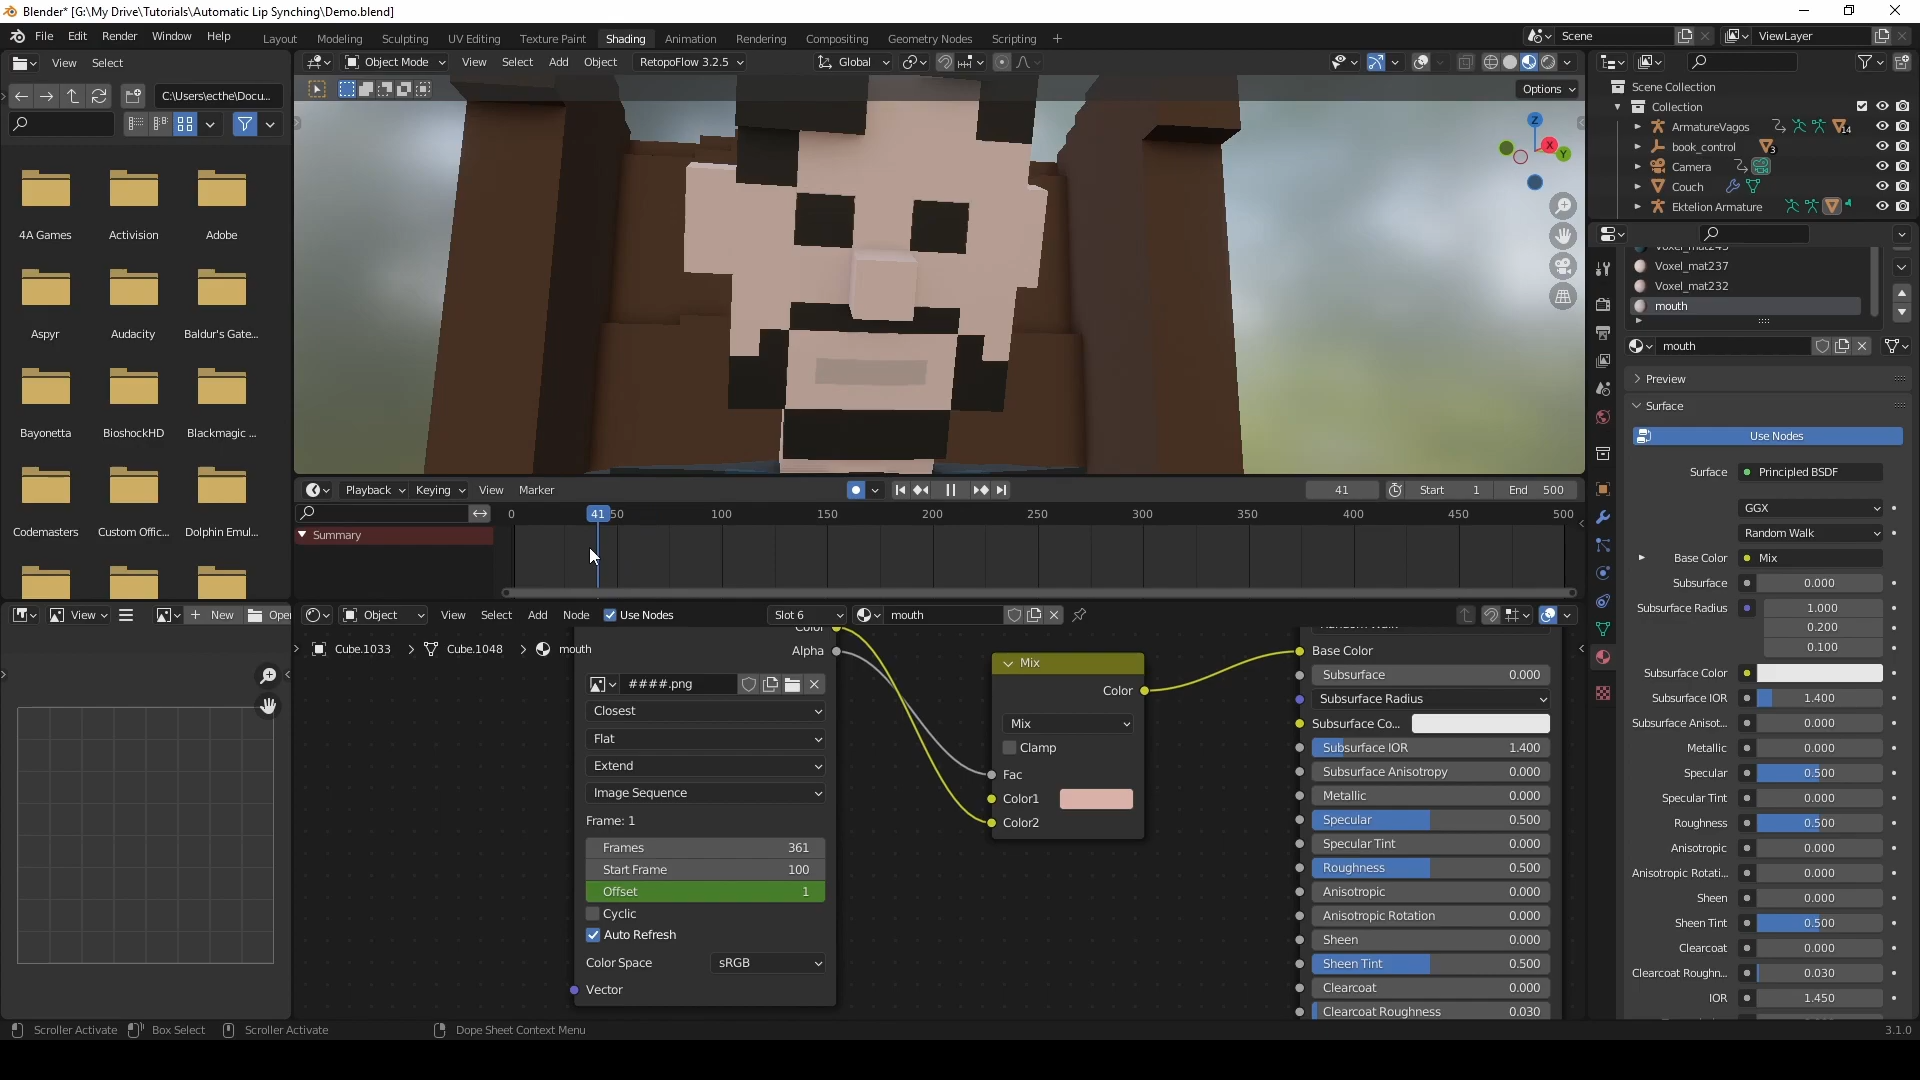 Blender* [G:\My Drive\Tutorials\Automatic Lip Synching\Demo.blend]
File Edit Render Window Help
Layout Modeling Sculpting UV Editing Texture Paint Shading Animation Rendering Compositing Geometry Nodes Scripting
Scene
ViewLayer
View Select
Object Mode View Select Add Object RetopoFlow 3.2.5
Global
C:\Users\ecthe\Docu...
Options
4A Games Activision Adobe
Aspyr Audacity Baldur's Gate...
Bayonetta BioshockHD Blackmagic ...
Codemasters Custom Offic... Dolphin Emul...
Z
X
Y
Scene Collection
Collection
ArmatureVagos 14
book_control 3
Camera
Couch
Ektelion Armature
Voxel_mat237
Voxel_mat232
mouth
mouth
Preview
Surface
Use Nodes
Surface Principled BSDF
GGX
Random Walk
Base Color Mix
Subsurface 0.000
Subsurface Radius 1.000
0.200
0.100
Subsurface Color
Subsurface IOR 1.400
Subsurface Anisot... 0.000
Metallic 0.000
Specular 0.500
Specular Tint 0.000
Roughness 0.500
Anisotropic 0.000
Anisotropic Rotati... 0.000
Sheen 0.000
Sheen Tint 0.500
Clearcoat 0.000
Clearcoat Roughn... 0.030
IOR 1.450
Playback Keying View Marker
41 Start 1 End 500
0 41 50 100 150 200 250 300 350 400 450 500
Summary
View
New
Open
Object View Select Add Node Use Nodes Slot 6 mouth
Cube.1033 > Cube.1048 > mouth
Color
Alpha
####.png
Closest
Flat
Extend
Image Sequence
Frame: 1
Frames 361
Start Frame 100
Offset 1
Cyclic
Auto Refresh
Color Space sRGB
Vector
Mix
Color
Mix
Clamp
Fac
Color1
Color2
Base Color
Subsurface 0.000
Subsurface Radius
Subsurface Co...
Subsurface IOR 1.400
Subsurface Anisotropy 0.000
Metallic 0.000
Specular 0.500
Specular Tint 0.000
Roughness 0.500
Anisotropic 0.000
Anisotropic Rotation 0.000
Sheen 0.000
Sheen Tint 0.500
Clearcoat 0.000
Clearcoat Roughness 0.030
Scroller Activate Box Select Scroller Activate Dope Sheet Context Menu
3.1.0